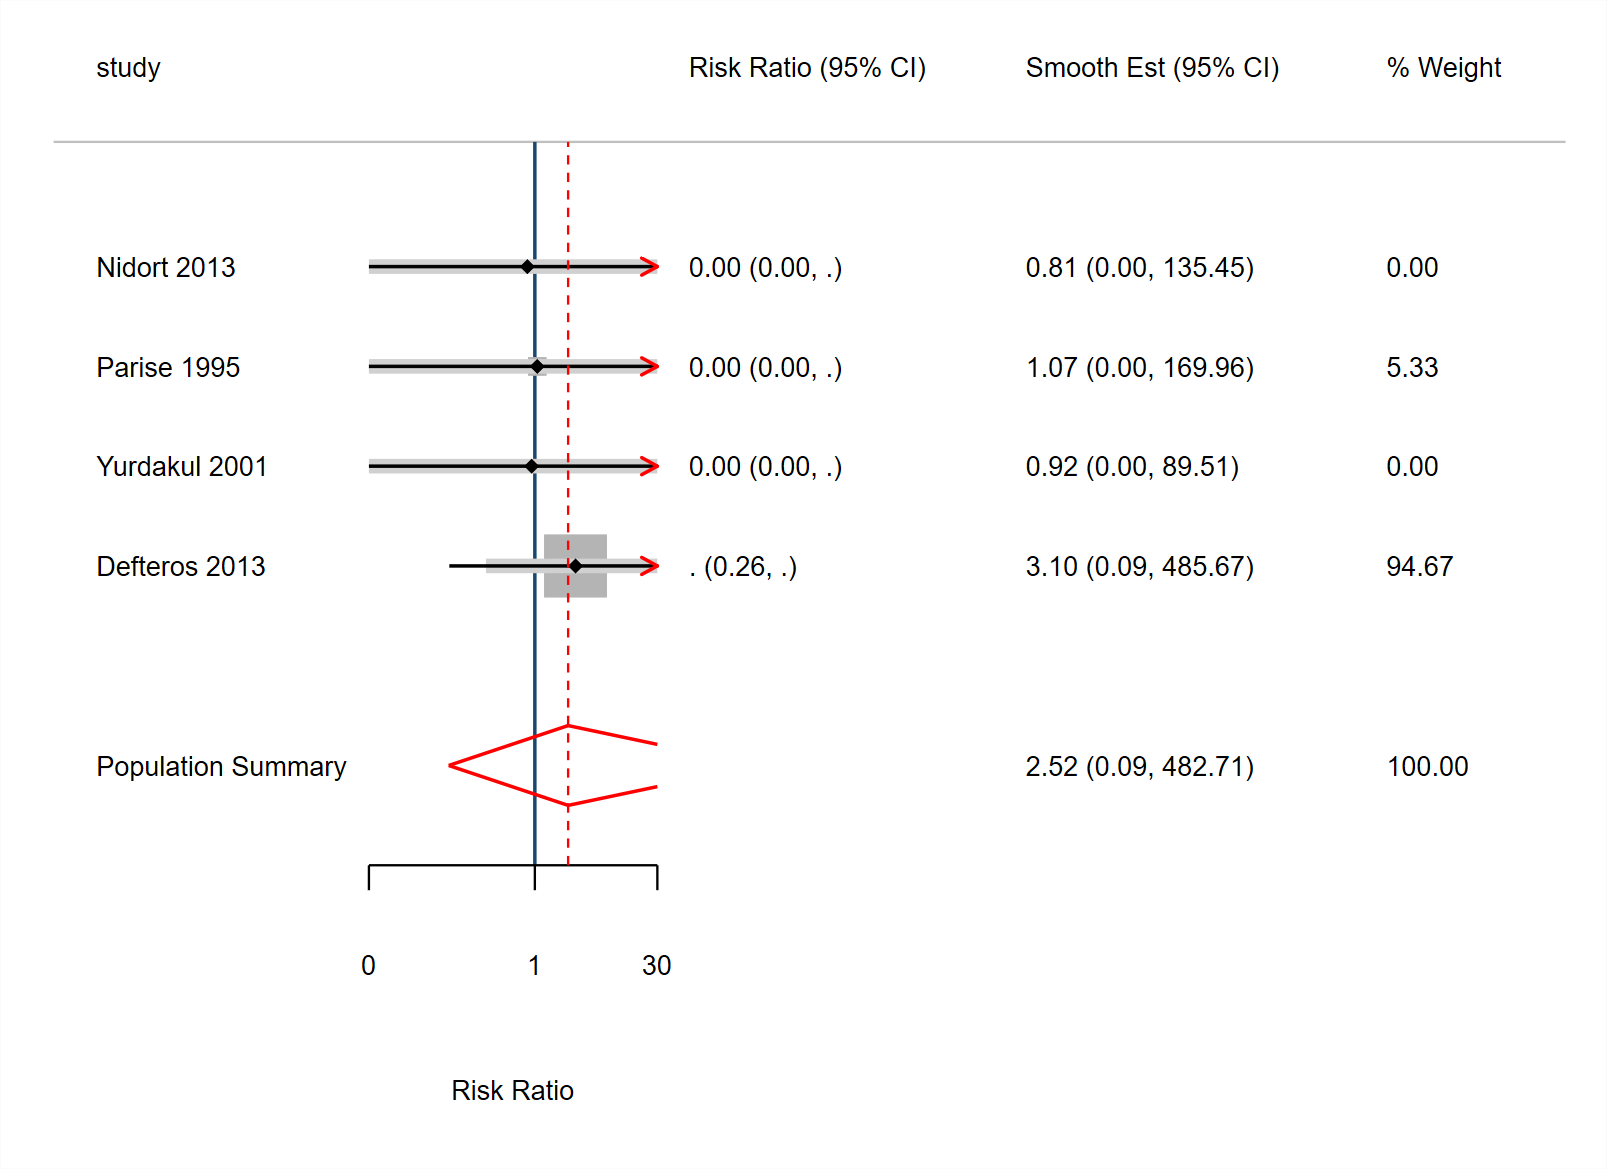 study Risk Ratio (95% CI) Smooth Est (95% CI) % Weight
Nidort 2013 0.00 (0.00, .) 0.81 (0.00, 135.45) 0.00
Parise 1995 0.00 (0.00, .) 1.07 (0.00, 169.96) 5.33
Yurdakul 2001 0.00 (0.00, .) 0.92 (0.00, 89.51) 0.00
Defteros 2013 . (0.26, .) 3.10 (0.09, 485.67) 94.67
Population Summary 2.52 (0.09, 482.71) 100.00
0 1 30
Risk Ratio